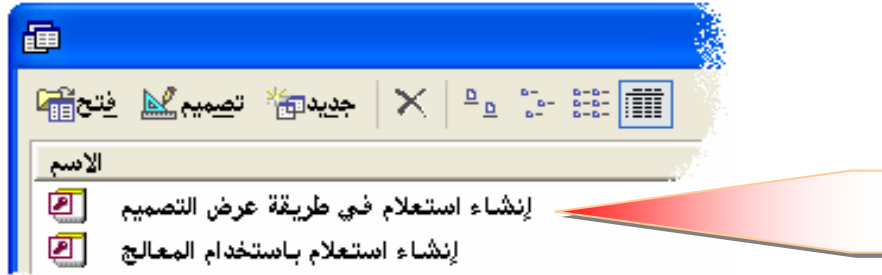 فتح تصميم جديد
الاسم
إنشاء استعلام في طريقة عرض التصميم
إنشاء استعلام باستخدام المعالج